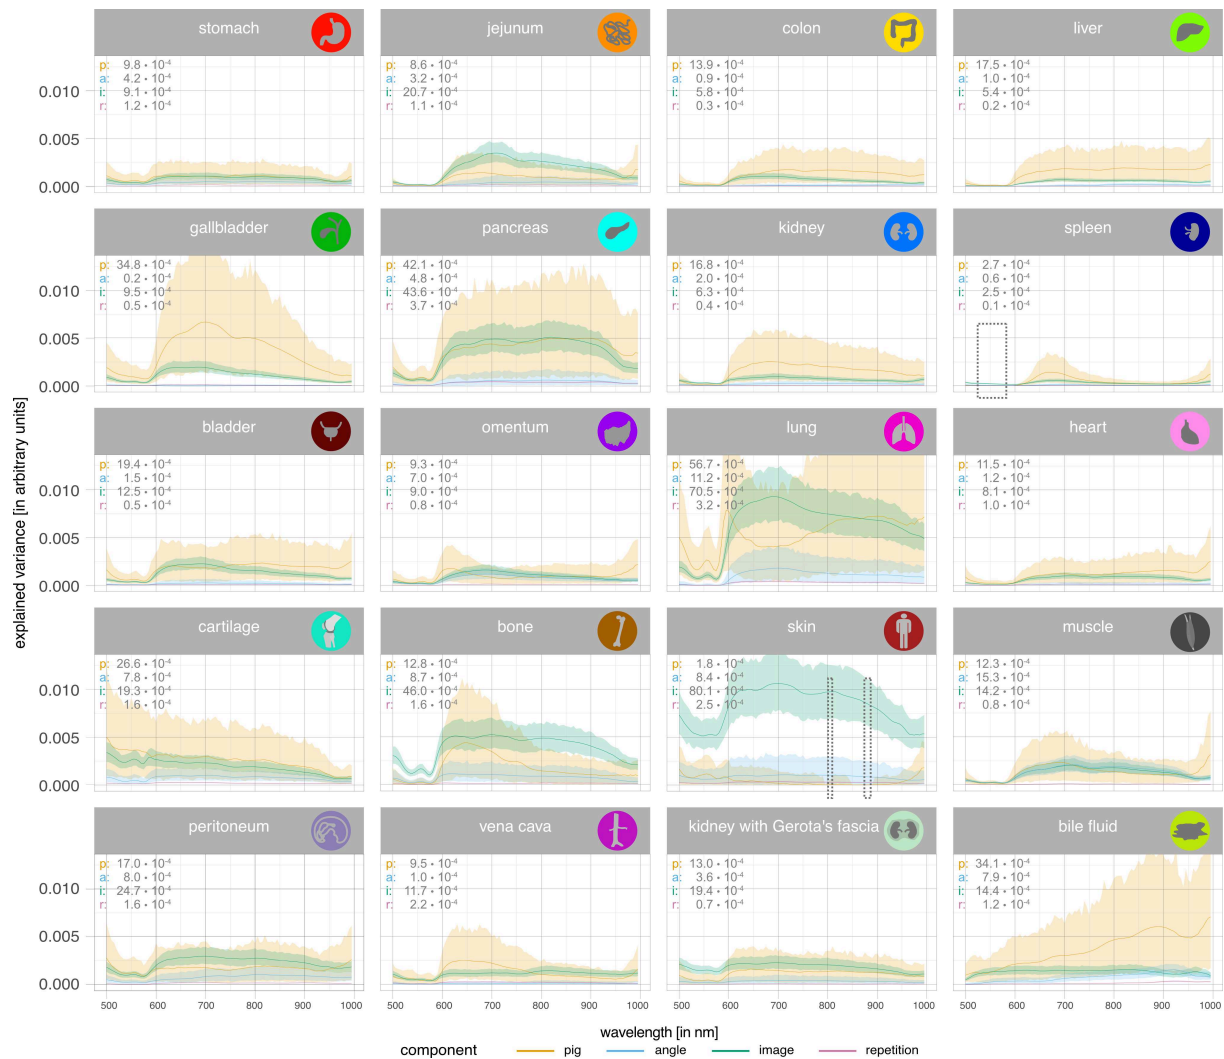 stomach
p: 9.8 • 10⁻⁴
a: 4.2 • 10⁻⁴
i: 9.1 • 10⁻⁴
r: 1.2 • 10⁻⁴
jejunum
p: 8.6 • 10⁻⁴
a: 3.2 • 10⁻⁴
i: 20.7 • 10⁻⁴
r: 1.1 • 10⁻⁴
colon
p: 13.9 • 10⁻⁴
a: 0.9 • 10⁻⁴
i: 5.8 • 10⁻⁴
r: 0.3 • 10⁻⁴
liver
p: 17.5 • 10⁻⁴
a: 1.0 • 10⁻⁴
i: 5.4 • 10⁻⁴
r: 0.2 • 10⁻⁴
0.010
0.005
0.000
gallbladder
p: 34.8 • 10⁻⁴
a: 0.2 • 10⁻⁴
i: 9.5 • 10⁻⁴
r: 0.5 • 10⁻⁴
pancreas
p: 42.1 • 10⁻⁴
a: 4.8 • 10⁻⁴
i: 43.6 • 10⁻⁴
r: 3.7 • 10⁻⁴
kidney
p: 16.8 • 10⁻⁴
a: 2.0 • 10⁻⁴
i: 6.3 • 10⁻⁴
r: 0.4 • 10⁻⁴
spleen
p: 2.7 • 10⁻⁴
a: 0.6 • 10⁻⁴
i: 2.5 • 10⁻⁴
r: 0.1 • 10⁻⁴
0.010
0.005
0.000
bladder
p: 19.4 • 10⁻⁴
a: 1.5 • 10⁻⁴
i: 12.5 • 10⁻⁴
r: 0.5 • 10⁻⁴
omentum
p: 9.3 • 10⁻⁴
a: 7.0 • 10⁻⁴
i: 9.0 • 10⁻⁴
r: 0.8 • 10⁻⁴
lung
p: 56.7 • 10⁻⁴
a: 11.2 • 10⁻⁴
i: 70.5 • 10⁻⁴
r: 3.2 • 10⁻⁴
heart
p: 11.5 • 10⁻⁴
a: 1.2 • 10⁻⁴
i: 8.1 • 10⁻⁴
r: 1.0 • 10⁻⁴
0.010
0.005
0.000
explained variance [in arbitrary units]
cartilage
p: 26.6 • 10⁻⁴
a: 7.8 • 10⁻⁴
i: 19.3 • 10⁻⁴
r: 1.6 • 10⁻⁴
bone
p: 12.8 • 10⁻⁴
a: 8.7 • 10⁻⁴
i: 46.0 • 10⁻⁴
r: 1.6 • 10⁻⁴
skin
p: 1.8 • 10⁻⁴
a: 8.4 • 10⁻⁴
i: 80.1 • 10⁻⁴
r: 2.5 • 10⁻⁴
muscle
p: 12.3 • 10⁻⁴
a: 15.3 • 10⁻⁴
i: 14.2 • 10⁻⁴
r: 0.8 • 10⁻⁴
0.010
0.005
0.000
peritoneum
p: 17.0 • 10⁻⁴
a: 8.0 • 10⁻⁴
i: 24.7 • 10⁻⁴
r: 1.6 • 10⁻⁴
vena cava
p: 9.5 • 10⁻⁴
a: 1.0 • 10⁻⁴
i: 11.7 • 10⁻⁴
r: 2.2 • 10⁻⁴
kidney with Gerota's fascia
p: 13.0 • 10⁻⁴
a: 3.6 • 10⁻⁴
i: 19.4 • 10⁻⁴
r: 0.7 • 10⁻⁴
bile fluid
p: 34.1 • 10⁻⁴
a: 7.9 • 10⁻⁴
i: 14.4 • 10⁻⁴
r: 1.2 • 10⁻⁴
0.010
0.005
0.000
500 600 700 800 900 1000
500 600 700 800 900 1000
500 600 700 800 900 1000
500 600 700 800 900 1000
wavelength [in nm]
component pig angle image repetition